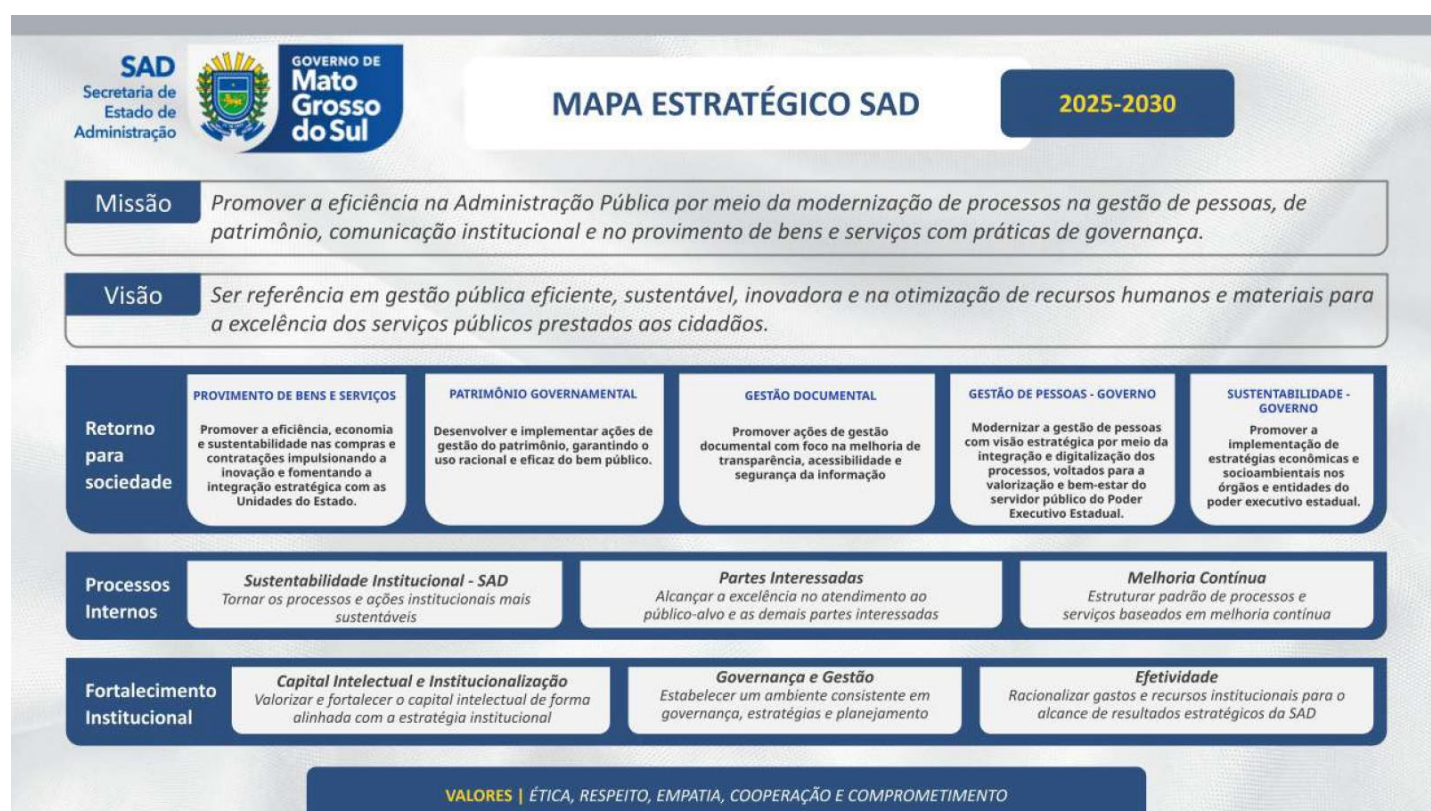 SAD
Secretaria de
Estado de
Administração
GOVERNO DE
Mato
Grosso
do Sul
MAPA ESTRATÉGICO SAD
2025-2030
Missão
Promover a eficiência na Administração Pública por meio da modernização de processos na gestão de pessoas, de
patrimônio, comunicação institucional e no provimento de bens e serviços com práticas de governança.
Visão
Ser referência em gestão pública eficiente, sustentável, inovadora e na otimização de recursos humanos e materiais para
a excelência dos serviços públicos prestados aos cidadãos.
Retorno
para
sociedade
PROVIMENTO DE BENS E SERVIÇOS
Promover a eficiência, economia
e sustentabilidade nas compras e
contratações impulsionando a
inovação e fomentando a
integração estratégica com as
Unidades do Estado.
PATRIMÔNIO GOVERNAMENTAL
Desenvolver e implementar ações de
gestão do patrimônio, garantindo o
uso racional e eficaz do bem público.
GESTÃO DOCUMENTAL
Promover ações de gestão
documental com foco na melhoria de
transparência, acessibilidade e
segurança da informação
GESTÃO DE PESSOAS - GOVERNO
Modernizar a gestão de pessoas
com visão estratégica por meio da
integração e digitalização dos
processos, voltados para a
valorização e bem-estar do
servidor público do Poder
Executivo Estadual.
SUSTENTABILIDADE -
GOVERNO
Promover a
implementação de
estratégias econômicas e
socioambientais nos
órgãos e entidades do
poder executivo estadual.
Processos
Internos
Sustentabilidade Institucional - SAD
Tornar os processos e ações institucionais mais
sustentáveis
Partes Interessadas
Alcançar a excelência no atendimento ao
público-alvo e as demais partes interessadas
Melhoria Contínua
Estruturar padrão de processos e
serviços baseados em melhoria contínua
Fortalecimento
Institucional
Capital Intelectual e Institucionalização
Valorizar e fortalecer o capital intelectual de forma
alinhada com a estratégia institucional
Governança e Gestão
Estabelecer um ambiente consistente em
governança, estratégias e planejamento
Efetividade
Racionalizar gastos e recursos institucionais para o
alcance de resultados estratégicos da SAD
VALORES | ÉTICA, RESPEITO, EMPATIA, COOPERAÇÃO E COMPROMETIMENTO